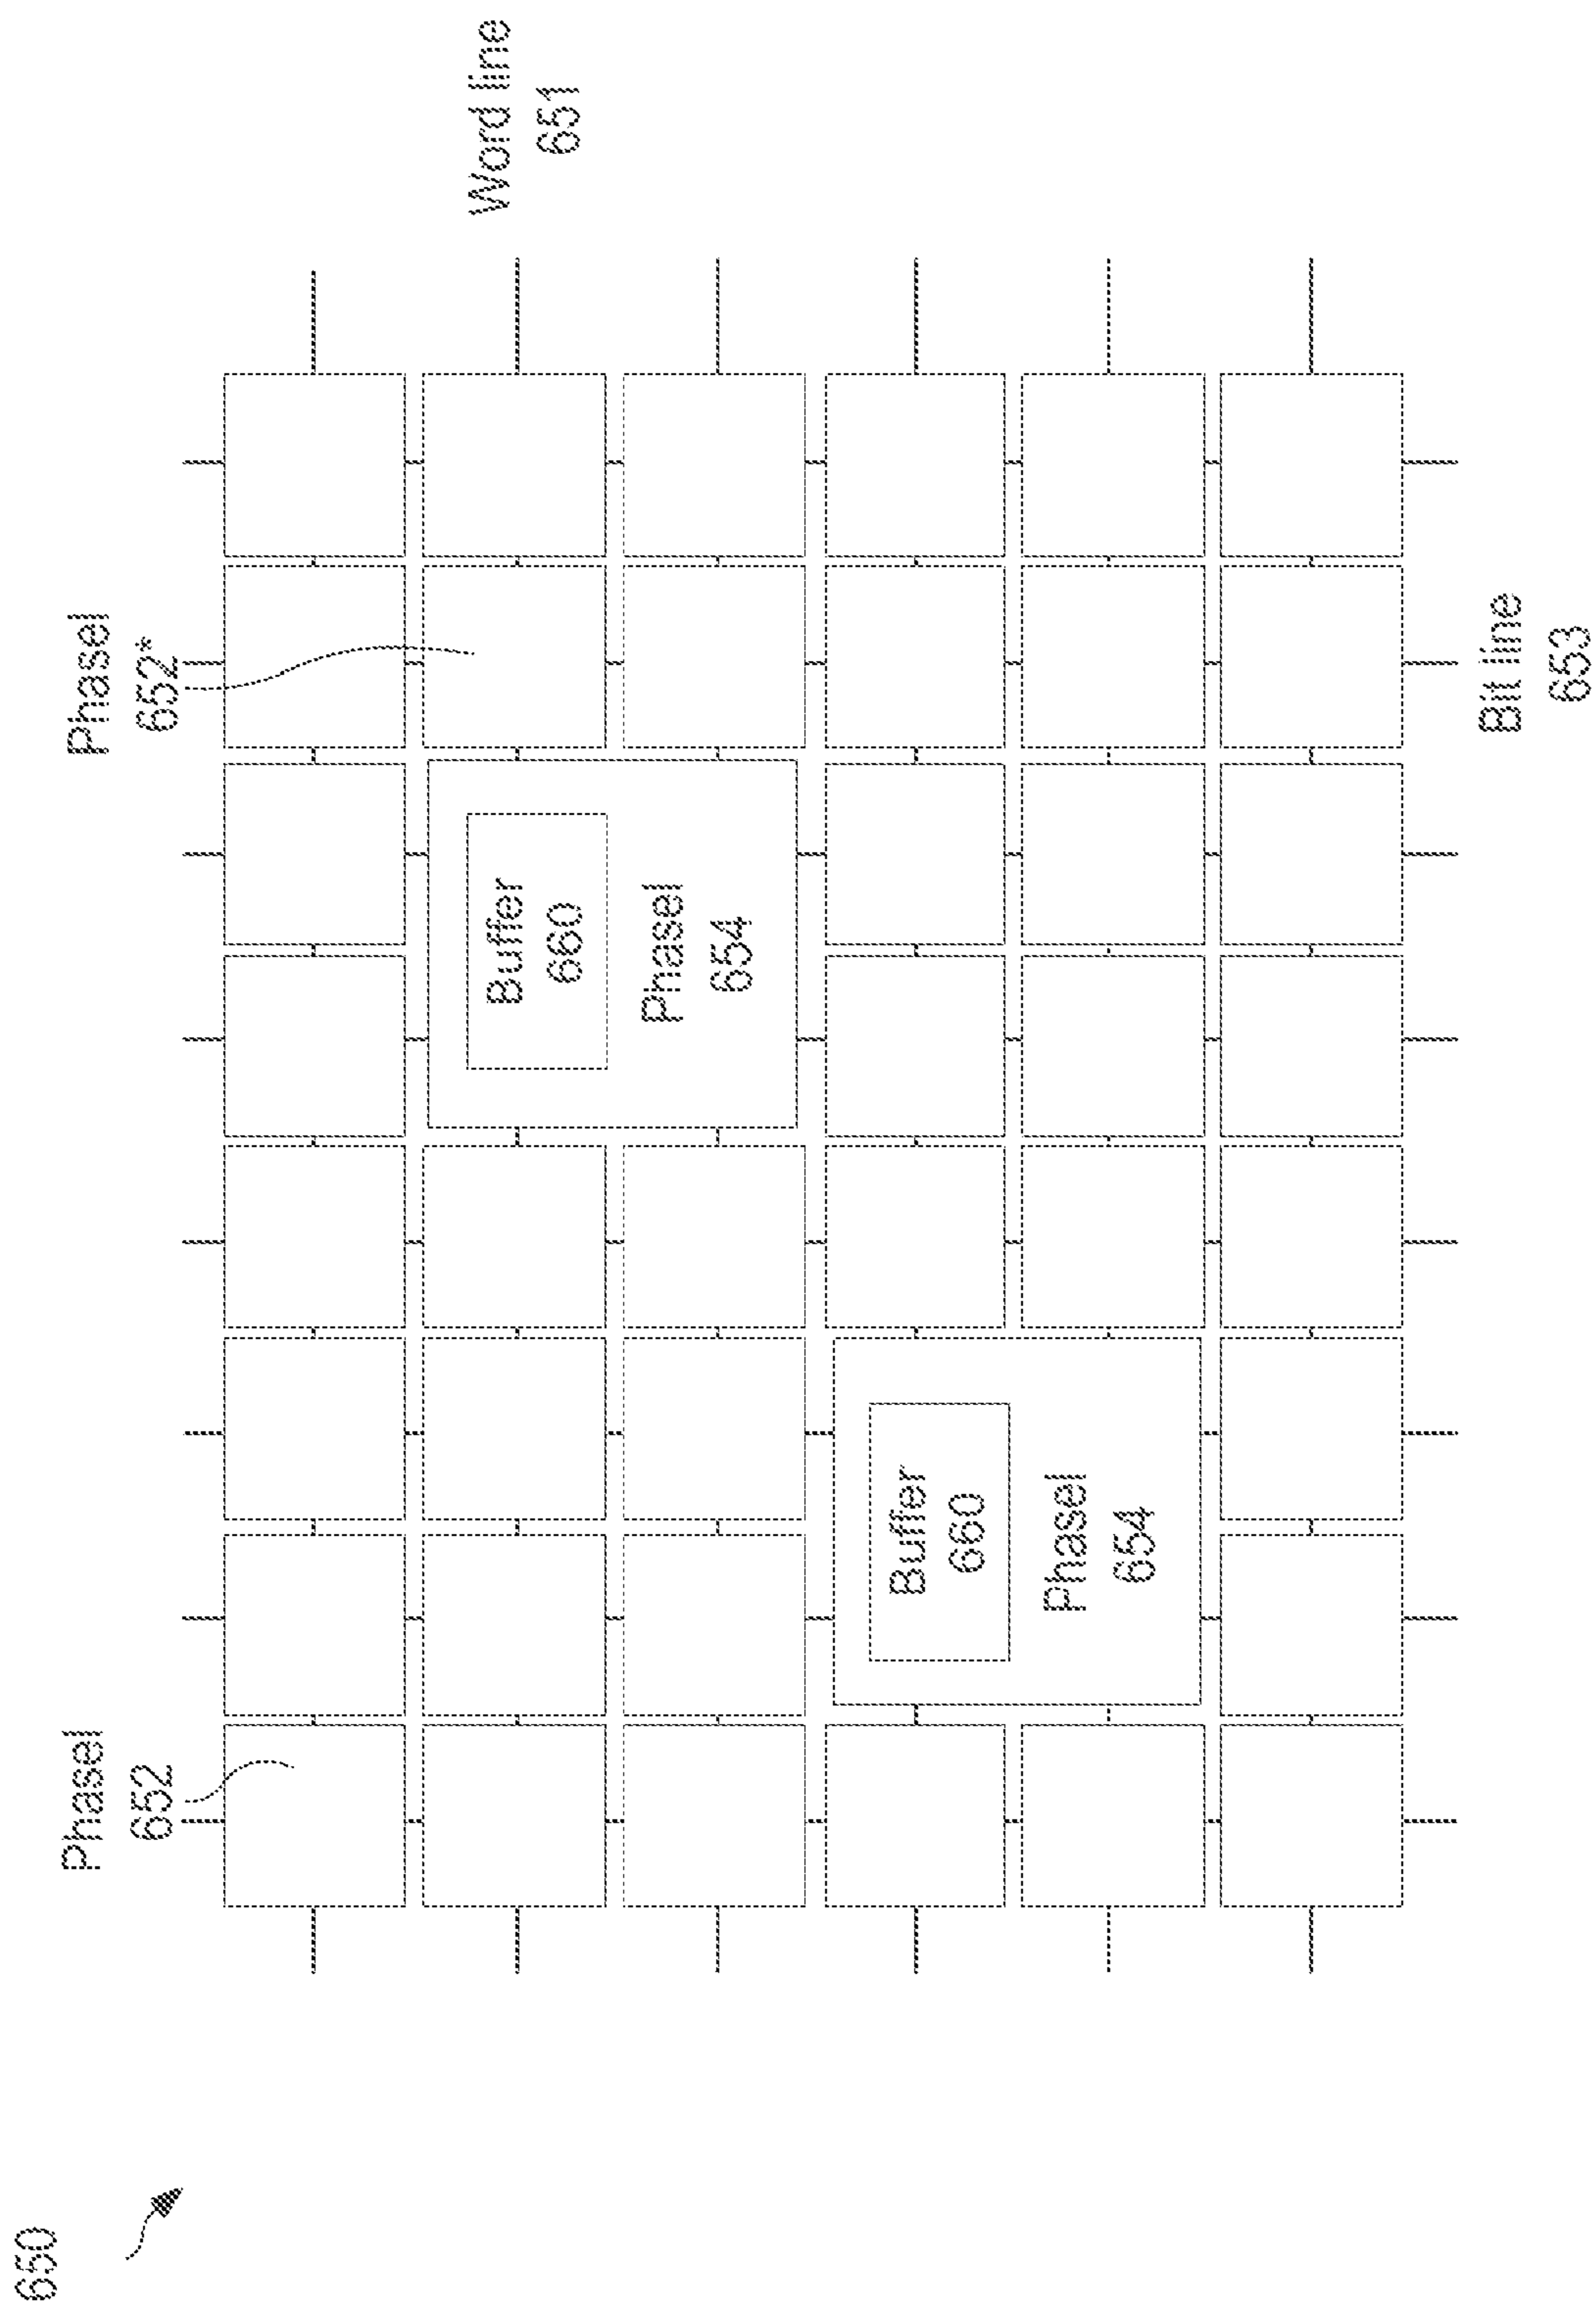 650
Phasel
652
Phasel
652*
Word line
651
Buffer
660
Phasel
654
Buffer
660
Phasel
654
Bit line
653